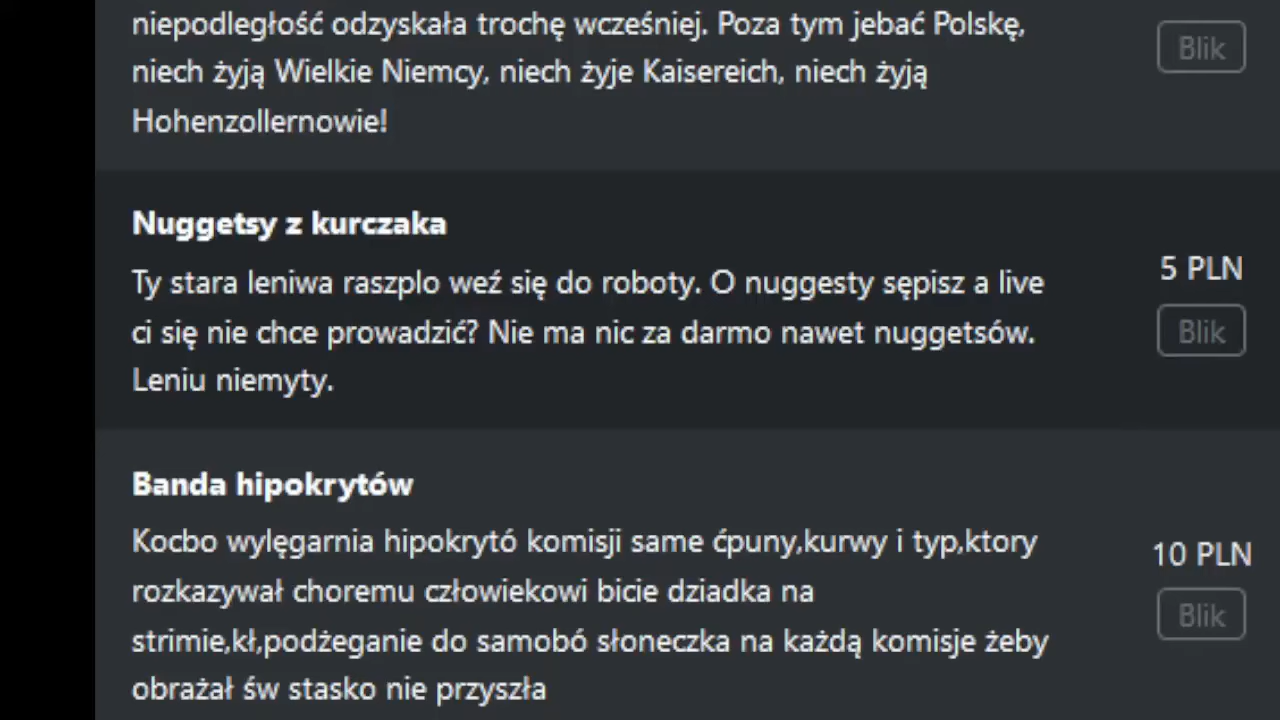 niepodległość odzyskała trochę wcześniej. Poza tym jebać Polskę,
Blik
niech żyją Wielkie Niemcy, niech żyje Kaisereich, niech żyją
Hohenzollernowie!
Nuggetsy z kurczaka
Ty stara leniwa raszplo weź się do roboty. O nuggesty sępisz a live
5 PLN
ci się nie chce prowadzić? Nie ma nic za darmo nawet nuggetsów.
Blik
Leniu niemyty.
Banda hipokrytów
Kocbo wylęgarnia hipokrytó komisji same ćpuny,kurwy i typ,ktory
10 PLN
rozkazywał choremu człowiekowi bicie dziadka na
Blik
strimie,kł,podżeganie do samobó słoneczka na każdą komisje żeby
obrażał św stasko nie przyszła